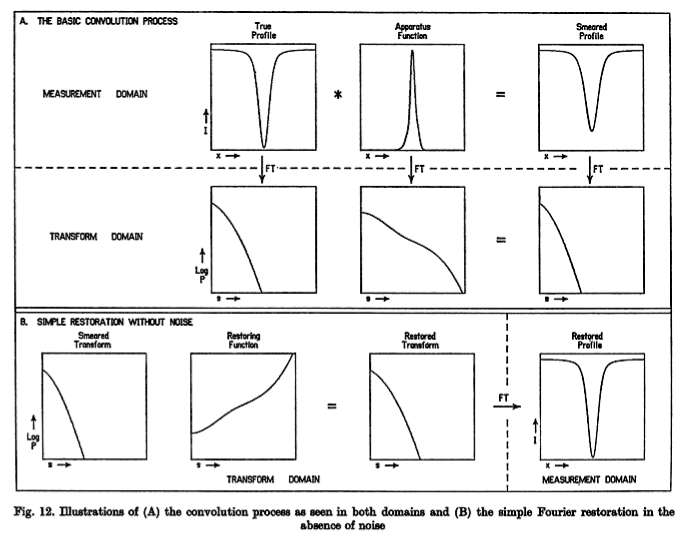 A. THE BASIC CONVOLUTION PROCESS
True Profile
Apparatus Function
Smeared Profile
MEASUREMENT DOMAIN
*
=
I
x
x
x
FT
FT
FT
TRANSFORM DOMAIN
=
Log P
s
s
s
B. SIMPLE RESTORATION WITHOUT NOISE
Smeared Transform
Restoring Function
Restored Transform
Restored Profile
=
FT
Log P
I
s
s
s
x
TRANSFORM DOMAIN
MEASUREMENT DOMAIN
Fig. 12. Illustrations of (A) the convolution process as seen in both domains and (B) the simple Fourier restoration in the
absence of noise